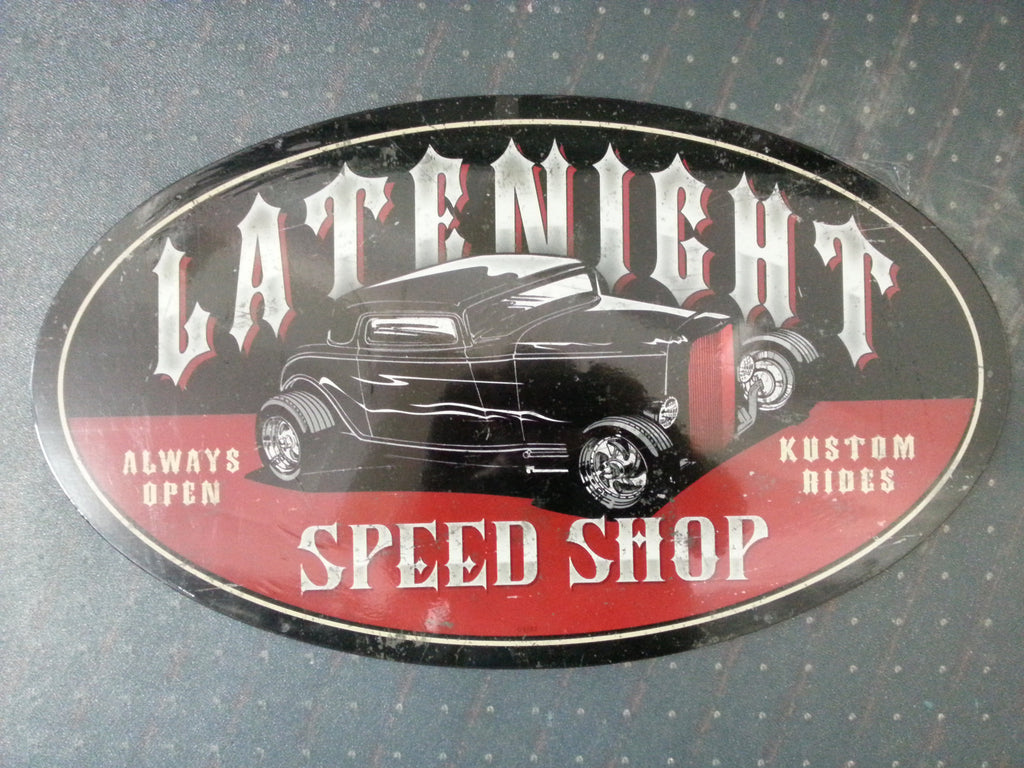 LATENIGHT
ALWAYS
OPEN
KUSTOM
RIDES
SPEED SHOP